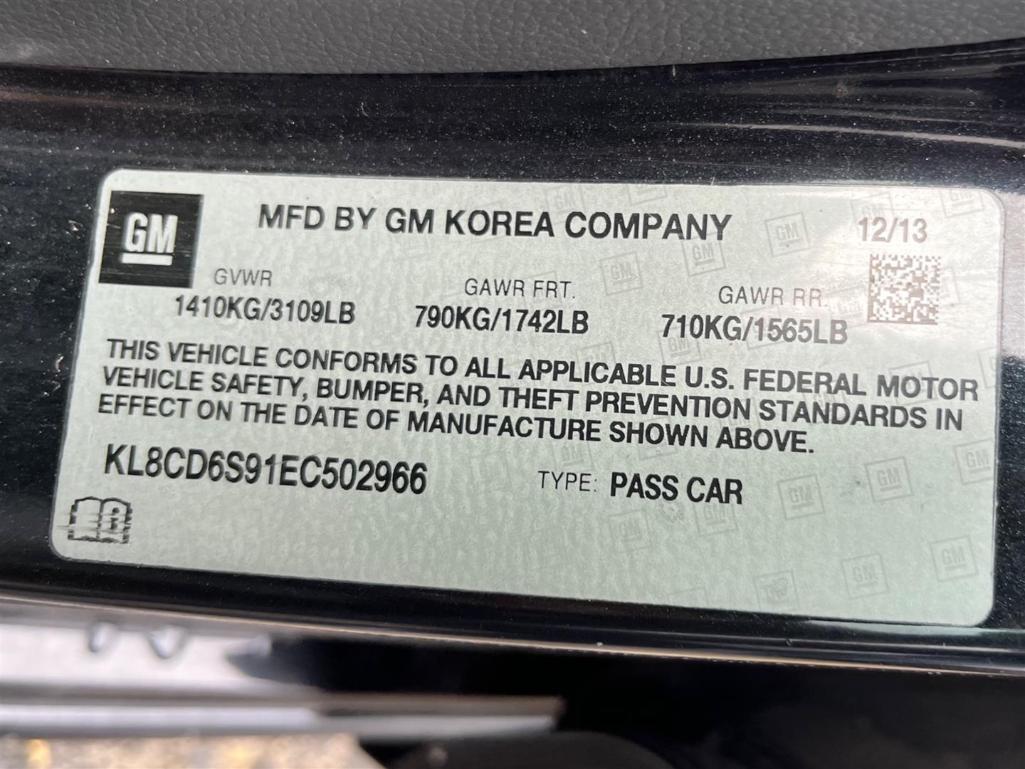 GM
MFD BY GM KOREA COMPANY
12/13
GVWR
1410KG/3109LB
GAWR FRT.
790KG/1742LB
GAWR RR.
710KG/1565LB
THIS VEHICLE CONFORMS TO ALL APPLICABLE U.S. FEDERAL MOTOR
VEHICLE SAFETY, BUMPER, AND THEFT PREVENTION STANDARDS IN
EFFECT ON THE DATE OF MANUFACTURE SHOWN ABOVE.
KL8CD6S91EC502966
TYPE: PASS CAR